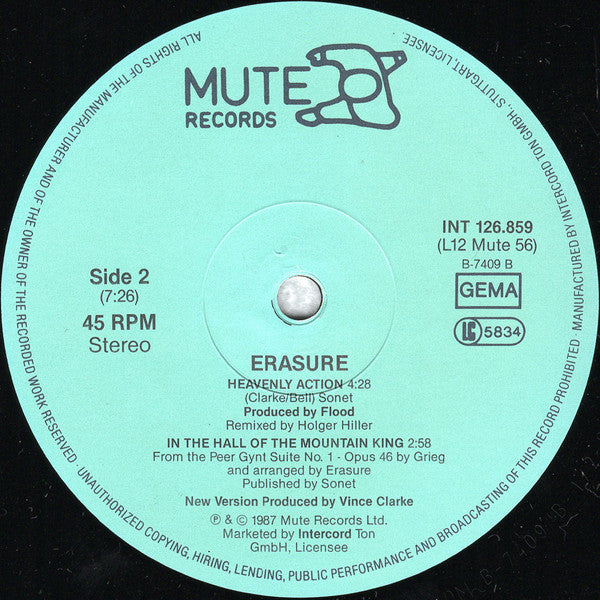 MUTE
RECORDS
INT 126.859
(L12 Mute 56)
B-7409 B
GEMA
LC 5834
Side 2
(7:26)
45 RPM
Stereo
ERASURE
HEAVENLY ACTION 4:28
(Clarke/Bell) Sonet
Produced by Flood
Remixed by Holger Hiller
IN THE HALL OF THE MOUNTAIN KING 2:58
From the Peer Gynt Suite No. 1 - Opus 46 by Grieg
and arranged by Erasure
Published by Sonet
New Version Produced by Vince Clarke
℗ & © 1987 Mute Records Ltd.
Marketed by Intercord Ton
GmbH, Licensee
ALL RIGHTS OF THE MANUFACTURER AND OF THE OWNER OF THE RECORDED WORK RESERVED. · UNAUTHORIZED COPYING, HIRING, LENDING, PUBLIC PERFORMANCE AND BROADCASTING OF THIS RECORD PROHIBITED · MANUFACTURED BY INTERCORD TON GMBH., STUTTGART, LICENSEE